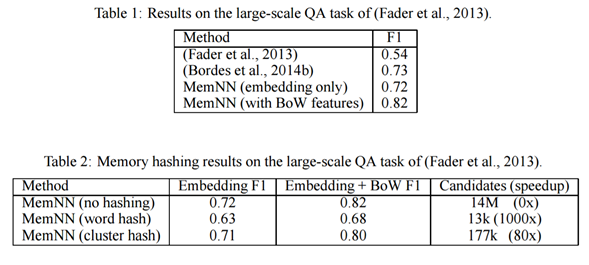 Table 1: Results on the large-scale QA task of (Fader et al., 2013).
Method F1
(Fader et al., 2013) 0.54
(Bordes et al., 2014b) 0.73
MemNN (embedding only) 0.72
MemNN (with BoW features) 0.82
Table 2: Memory hashing results on the large-scale QA task of (Fader et al., 2013).
Method Embedding F1 Embedding + BoW F1 Candidates (speedup)
MemNN (no hashing) 0.72 0.82 14M (0x)
MemNN (word hash) 0.63 0.68 13k (1000x)
MemNN (cluster hash) 0.71 0.80 177k (80x)